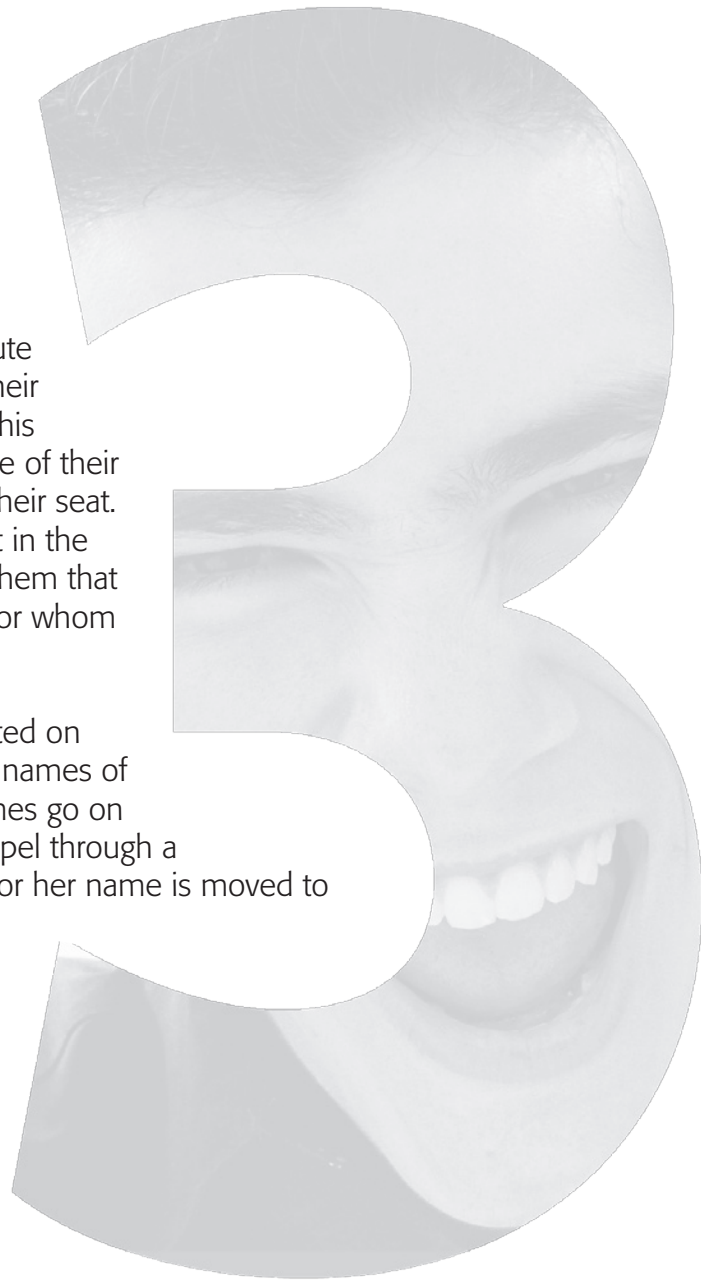 ute
heir
his
e of their
heir seat.
t in the
hem that
or whom
ted on
names of
nes go on
pel through a
or her name is moved to
3